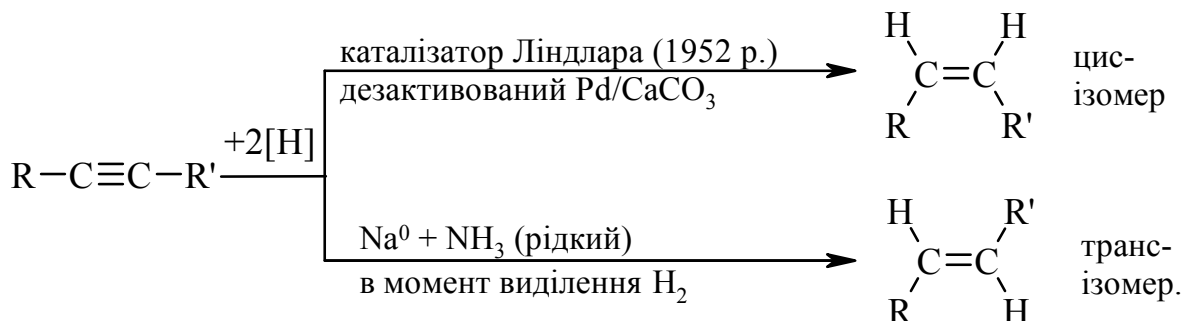 каталізатор Ліндлара (1952 р.)
дезактивований Pd/CaCO₃
H H
C=C
R R'
цис-
ізомер
R−C≡C−R' +2[H]
Na⁰ + NH₃ (рідкий)
в момент виділення H₂
H R'
C=C
R H
транс-
ізомер.